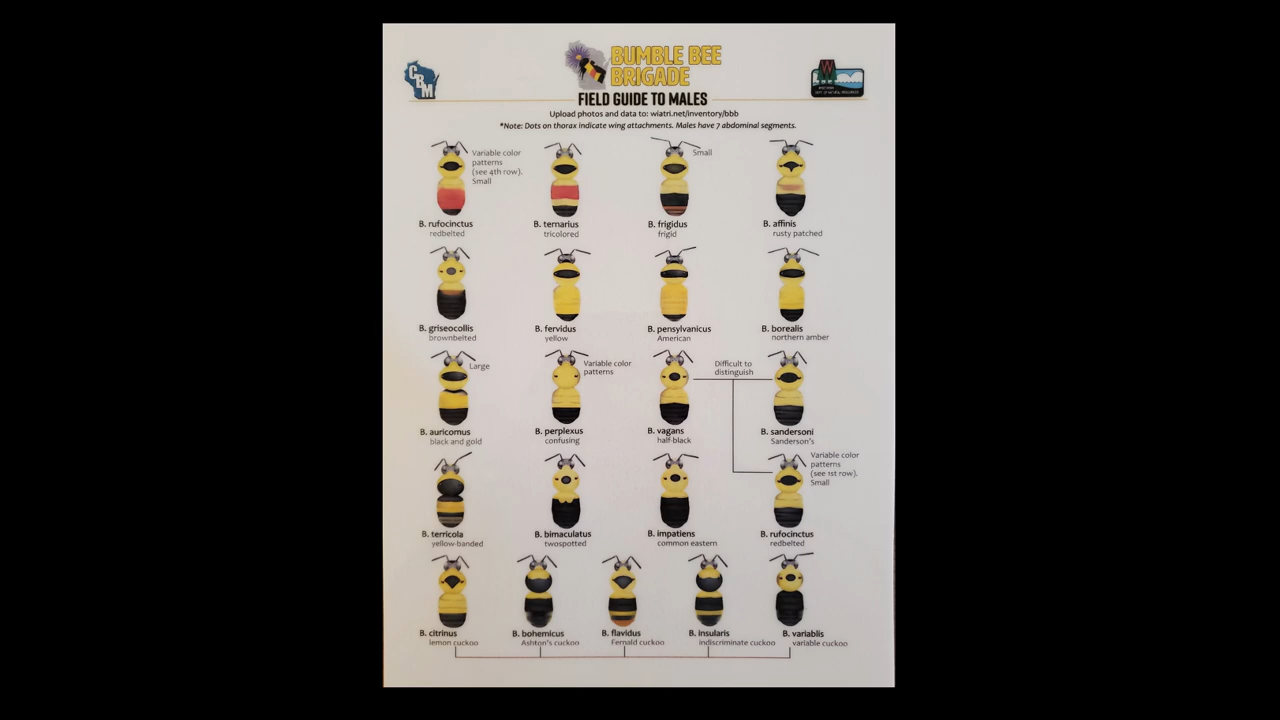 CBM
BUMBLE BEE
BRIGADE
FIELD GUIDE TO MALES
Upload photos and data to: wiatri.net/inventory/bbb
*Note: Dots on thorax indicate wing attachments. Males have 7 abdominal segments.
Variable color
patterns
(see 4th row).
Small
Small
B. rufocinctus
redbelted
B. ternarius
tricolored
B. frigidus
frigid
B. affinis
rusty patched
B. griseocollis
brownbelted
B. fervidus
yellow
B. pensylvanicus
American
B. borealis
northern amber
Large
Variable color
patterns
Difficult to
distinguish
B. auricomus
black and gold
B. perplexus
confusing
B. vagans
half-black
B. sandersoni
Sanderson's
Variable color
patterns
(see 1st row).
Small
B. terricola
yellow-banded
B. bimaculatus
twospotted
B. impatiens
common eastern
B. rufocinctus
redbelted
B. citrinus
lemon cuckoo
B. bohemicus
Ashton's cuckoo
B. flavidus
Fernald cuckoo
B. insularis
indiscriminate cuckoo
B. variablis
variable cuckoo